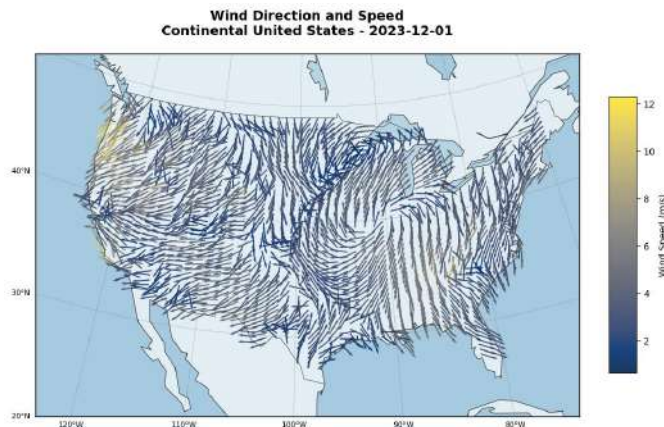 Wind Direction and Speed
Continental United States - 2023-12-01
12
10
8
6
4
2
Wind Speed (m/s)
40°N
30°N
20°N
120°W
110°W
100°W
90°W
80°W